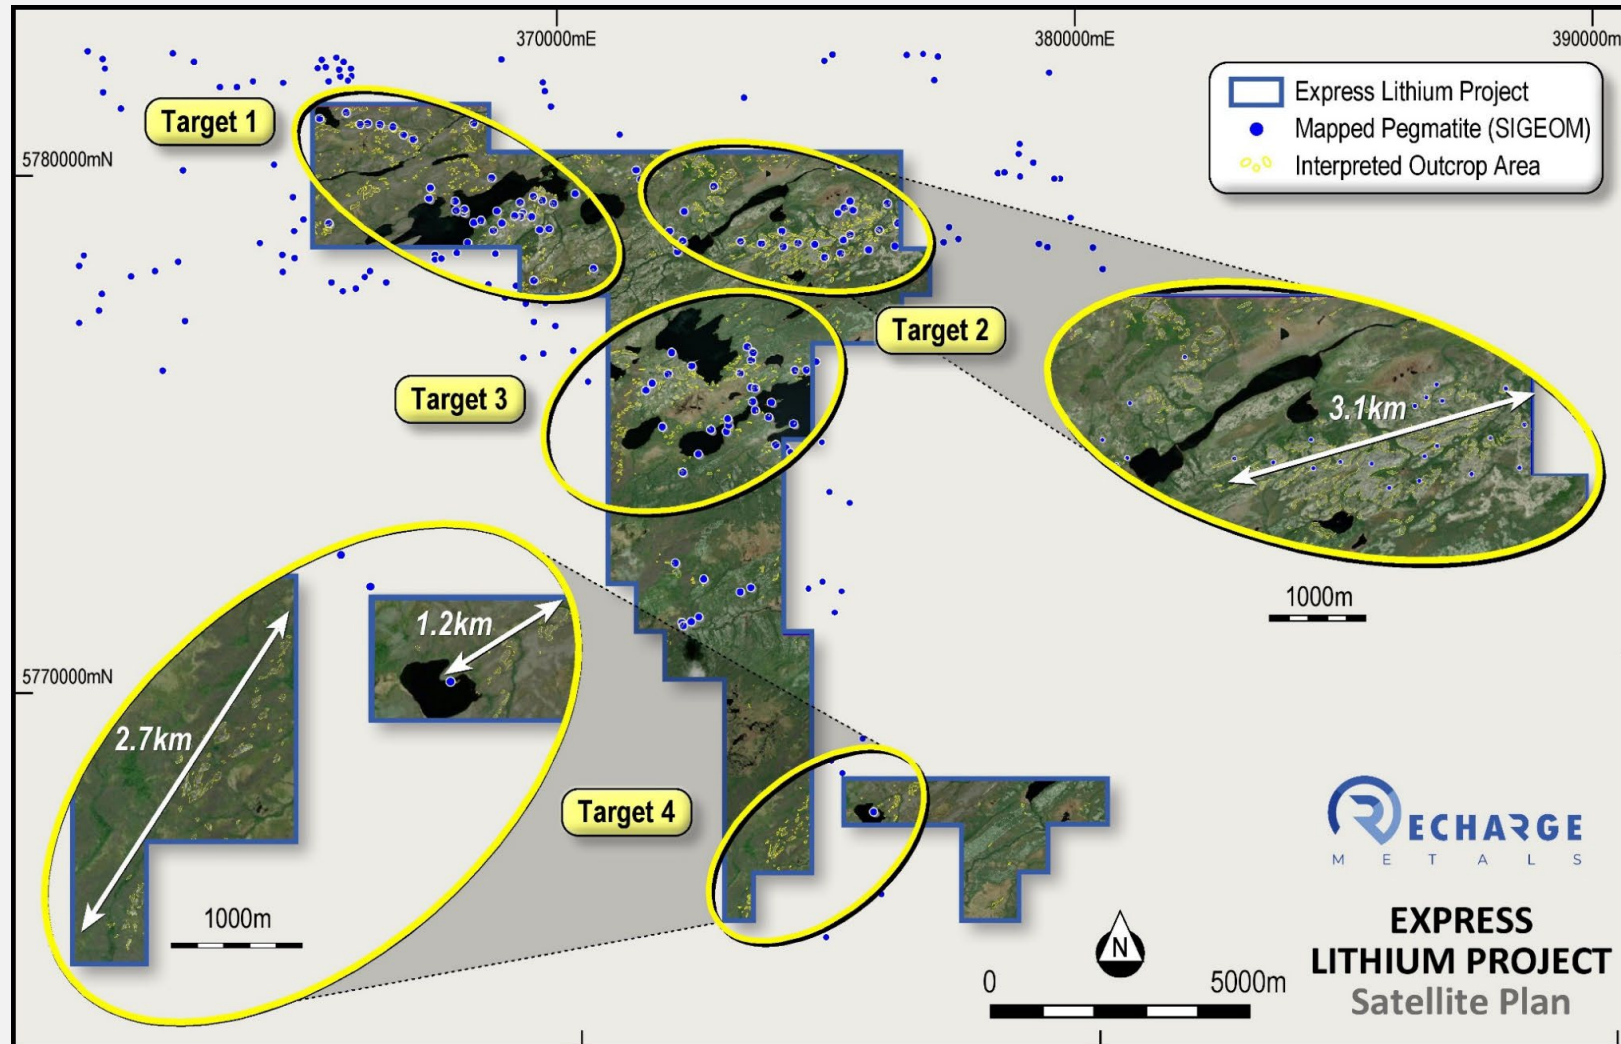 370000mE
380000mE
390000m
Express Lithium Project
Mapped Pegmatite (SIGEOM)
Interpreted Outcrop Area
Target 1
5780000mN
Target 2
Target 3
3.1km
1000m
1.2km
5770000mN
2.7km
Target 4
1000m
RECHARGE
METALS
EXPRESS
LITHIUM PROJECT
Satellite Plan
N
0
5000m